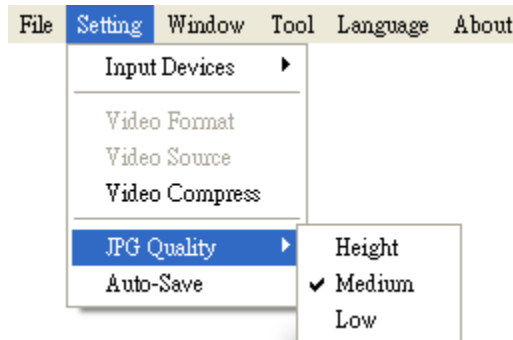 File Setting Window Tool Language About
Input Devices
Video Format
Video Source
Video Compress
JPG Quality
Height
Auto-Save
Medium
Low